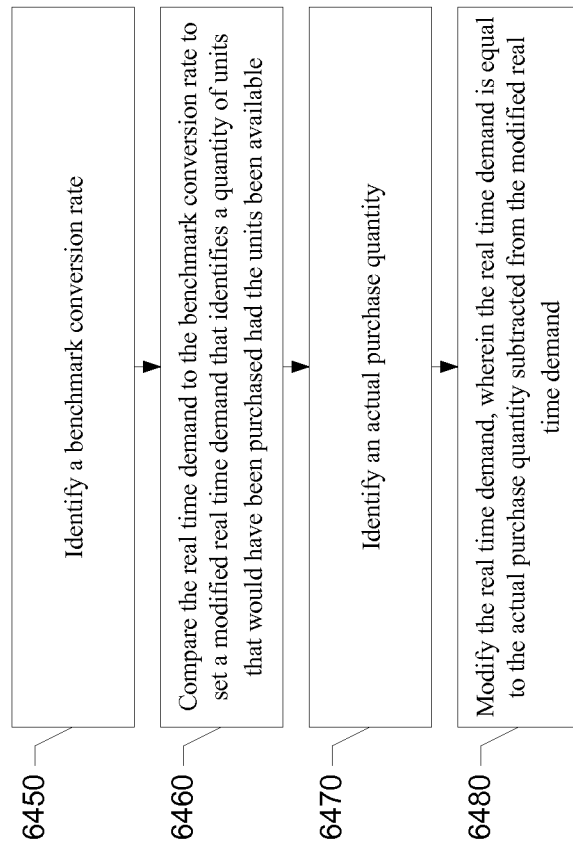 6450
Identify a benchmark conversion rate
6460
Compare the real time demand to the benchmark conversion rate to
set a modified real time demand that identifies a quantity of units
that would have been purchased had the units been available
6470
Identify an actual purchase quantity
6480
Modify the real time demand, wherein the real time demand is equal
to the actual purchase quantity subtracted from the modified real
time demand